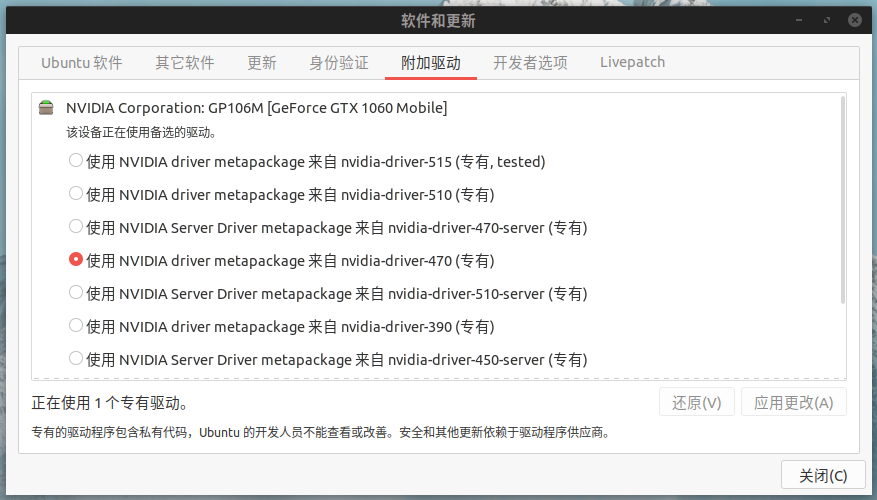 软件和更新
Ubuntu 软件 其它软件 更新 身份验证 附加驱动 开发者选项 Livepatch
NVIDIA Corporation: GP106M [GeForce GTX 1060 Mobile]
该设备正在使用备选的驱动。
使用 NVIDIA driver metapackage 来自 nvidia-driver-515 (专有, tested)
使用 NVIDIA driver metapackage 来自 nvidia-driver-510 (专有)
使用 NVIDIA Server Driver metapackage 来自 nvidia-driver-470-server (专有)
使用 NVIDIA driver metapackage 来自 nvidia-driver-470 (专有)
使用 NVIDIA Server Driver metapackage 来自 nvidia-driver-510-server (专有)
使用 NVIDIA driver metapackage 来自 nvidia-driver-390 (专有)
使用 NVIDIA Server Driver metapackage 来自 nvidia-driver-450-server (专有)
正在使用 1 个专有驱动。 还原(V) 应用更改(A)
专有的驱动程序包含私有代码，Ubuntu 的开发人员不能查看或改善。安全和其他更新依赖于驱动程序供应商。
关闭(C)